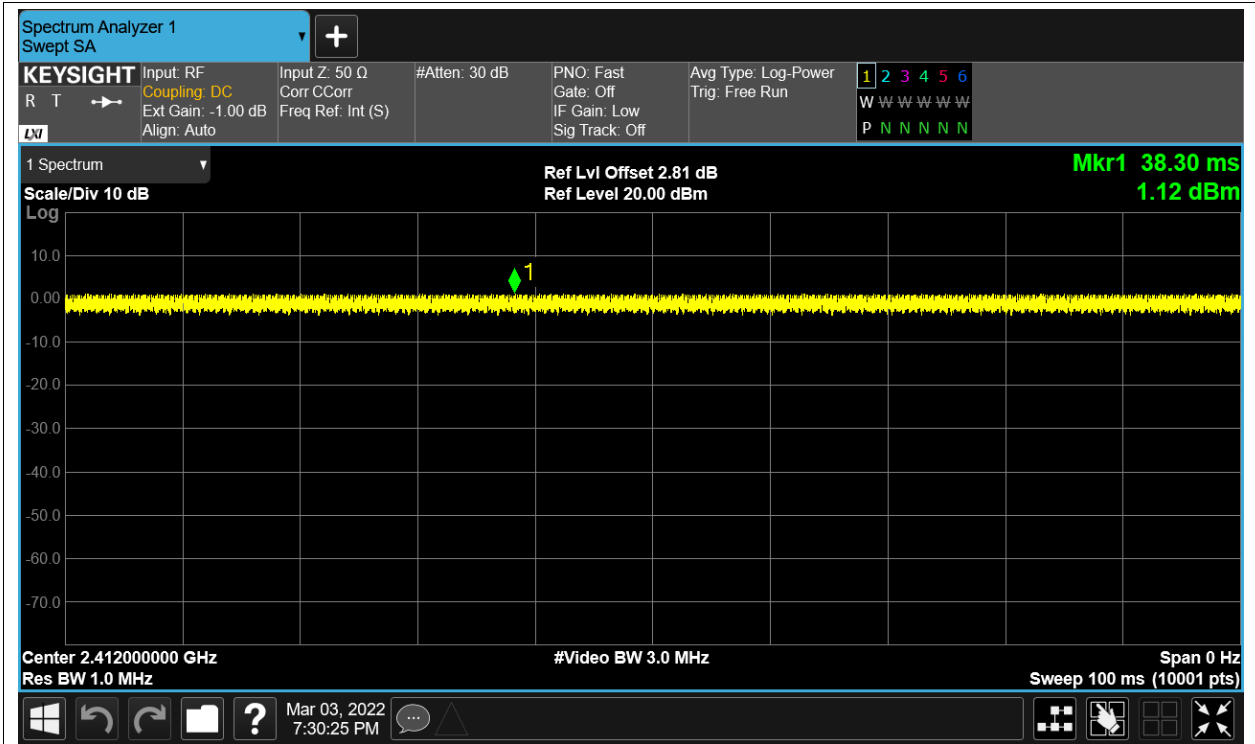 Spectrum Analyzer 1
Swept SA
KEYSIGHT
R T
LXI
Input: RF
Coupling: DC
Ext Gain: -1.00 dB
Align: Auto
Input Z: 50 Ω
Corr CCorr
Freq Ref: Int (S)
#Atten: 30 dB
PNO: Fast
Gate: Off
IF Gain: Low
Sig Track: Off
Avg Type: Log-Power
Trig: Free Run
1 2 3 4 5 6
W W W W W W
P N N N N N
1 Spectrum
Scale/Div 10 dB
Ref Lvl Offset 2.81 dB
Ref Level 20.00 dBm
Mkr1 38.30 ms
1.12 dBm
Log
10.0
1
0.00
-10.0
-20.0
-30.0
-40.0
-50.0
-60.0
-70.0
Center 2.412000000 GHz
Res BW 1.0 MHz
#Video BW 3.0 MHz
Span 0 Hz
Sweep 100 ms (10001 pts)
?
Mar 03, 2022
7:30:25 PM